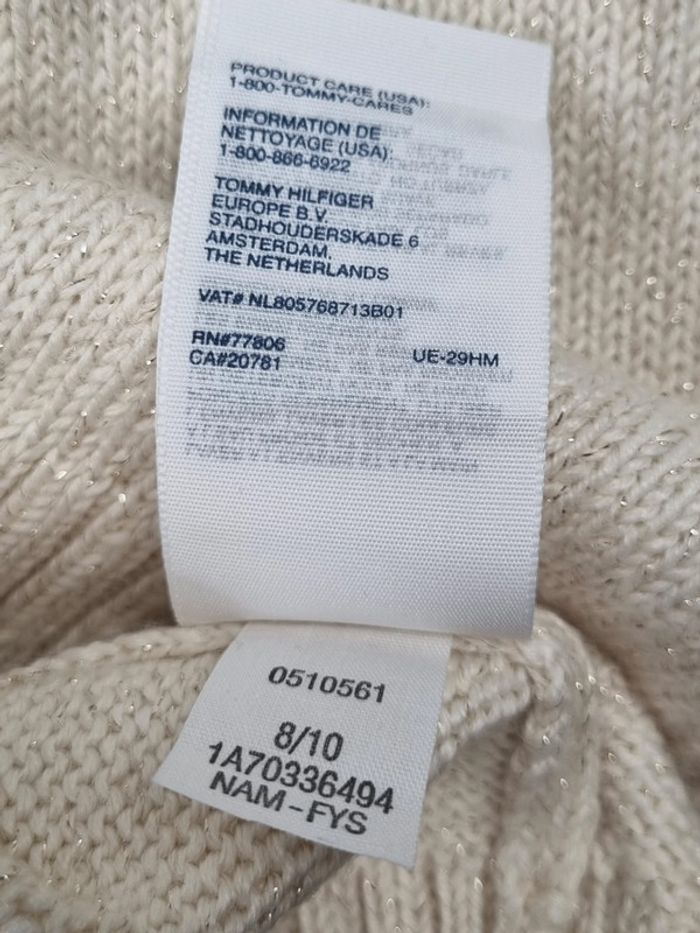 PRODUCT CARE (USA):
1-800-TOMMY-CARES
INFORMATION DE
NETTOYAGE (USA):
1-800-866-6922
TOMMY HILFIGER
EUROPE B.V.
STADHOUDERSKADE 6
AMSTERDAM,
THE NETHERLANDS
VAT# NL805768713B01
RN#77806
CA#20781 UE-29HM
0510561
8/10
1A70336494
NAM-FYS